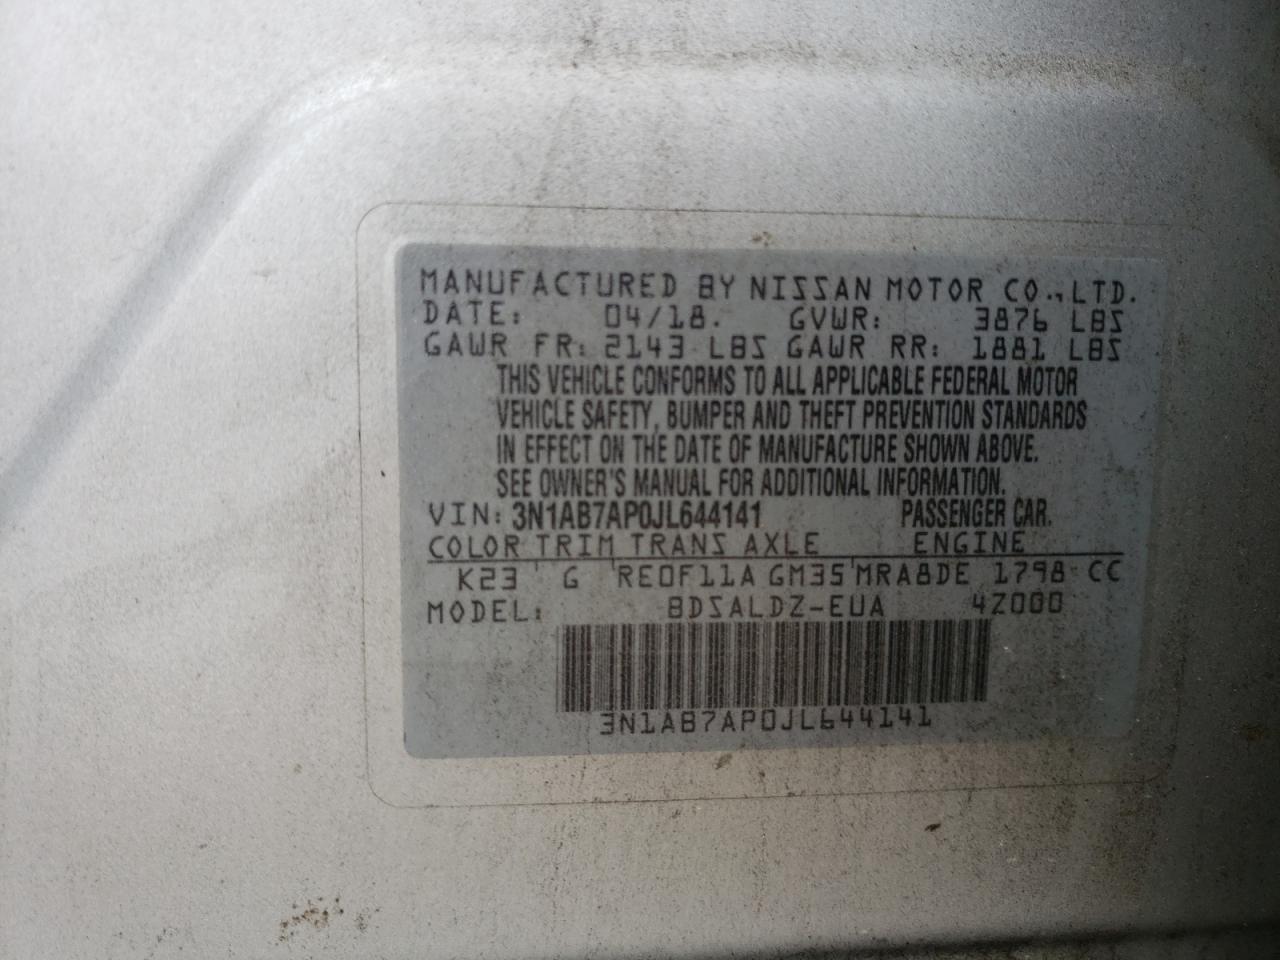 MANUFACTURED BY NISSAN MOTOR CO.,LTD.
DATE: 04/18. GVWR: 3876 LBS
GAWR FR: 2143 LBS GAWR RR: 1881 LBS
THIS VEHICLE CONFORMS TO ALL APPLICABLE FEDERAL MOTOR
VEHICLE SAFETY, BUMPER AND THEFT PREVENTION STANDARDS
IN EFFECT ON THE DATE OF MANUFACTURE SHOWN ABOVE.
SEE OWNER'S MANUAL FOR ADDITIONAL INFORMATION.
VIN: 3N1AB7AP0JL644141 PASSENGER CAR.
COLOR TRIM TRANS AXLE ENGINE
K23 G RE0F11A GM35 MRA8DE 1798 CC
MODEL: BDSALDZ-EUA 4Z000
3N1AB7AP0JL644141